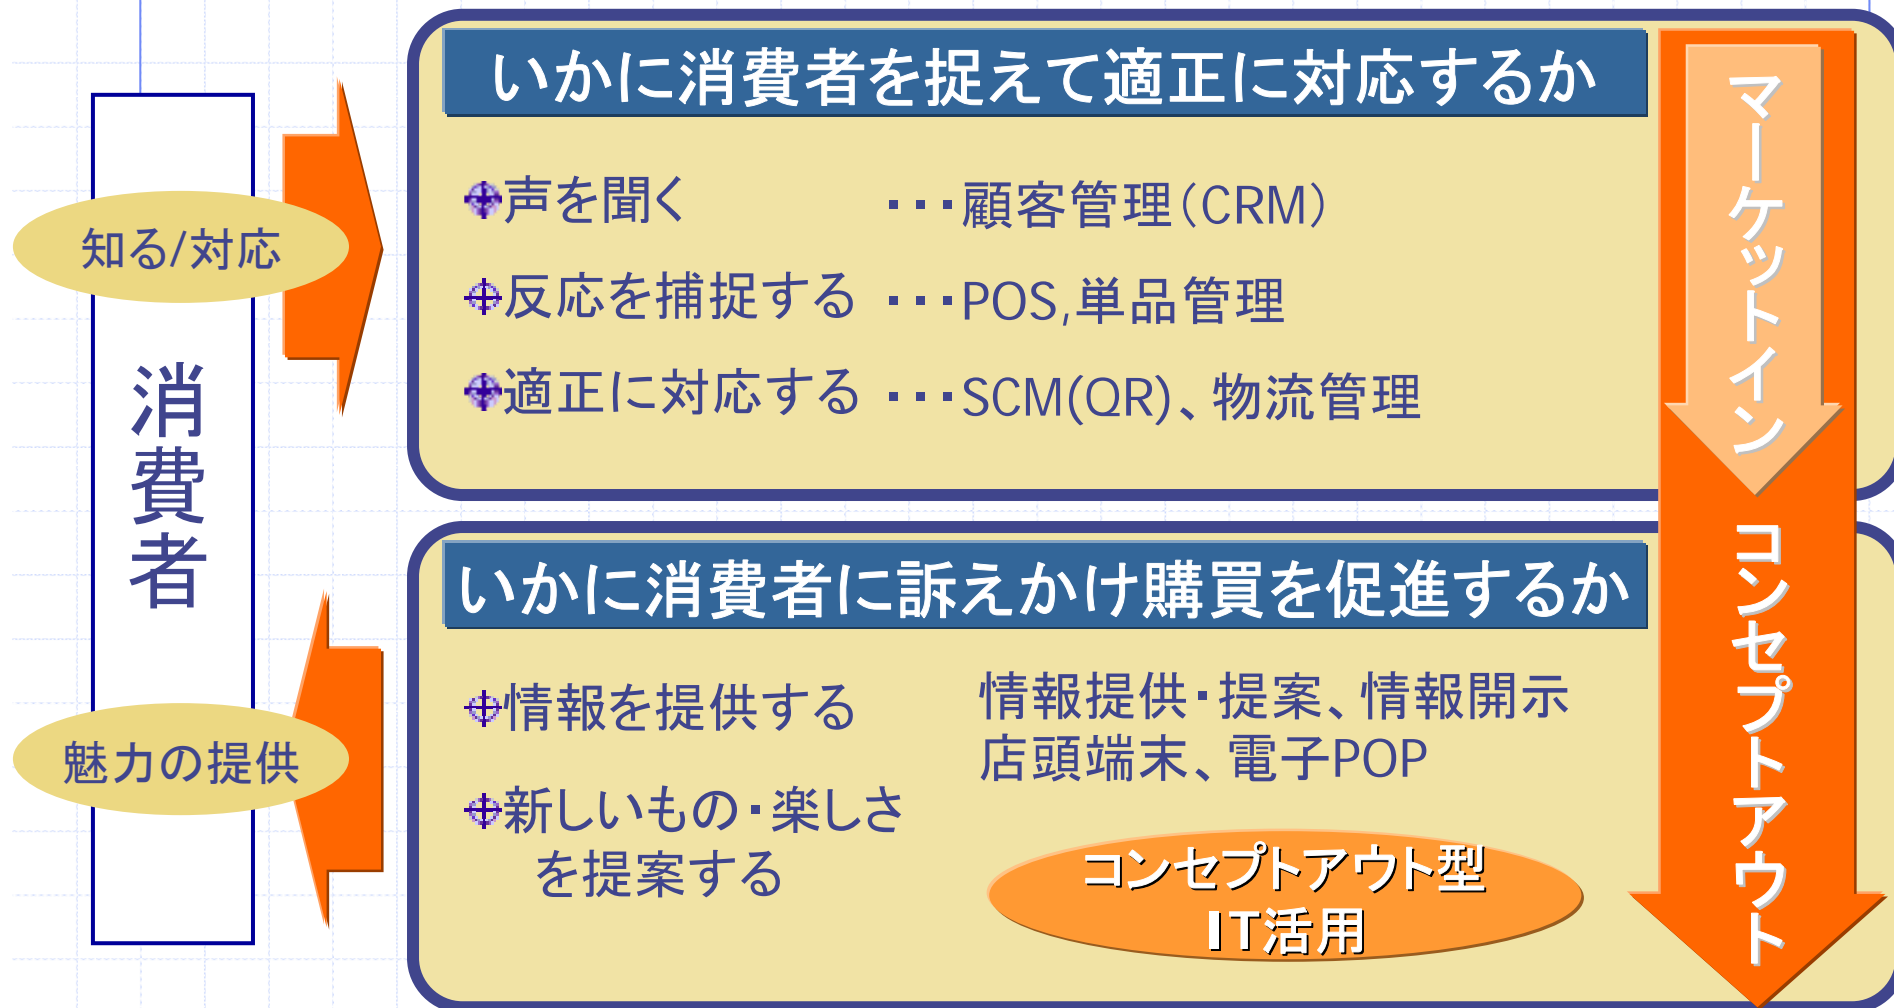 いかに消費者を捉えて適正に対応するか
声を聞く ・・・顧客管理(CRM)
反応を捕捉する ・・・POS,単品管理
適正に対応する ・・・SCM(QR)、物流管理
マーケットイン
知る/対応
消費者
魅力の提供
いかに消費者に訴えかけ購買を促進するか
情報を提供する
情報提供・提案、情報開示
店頭端末、電子POP
新しいもの・楽しさ
を提案する
コンセプトアウト型
IT活用
コンセプトアウト